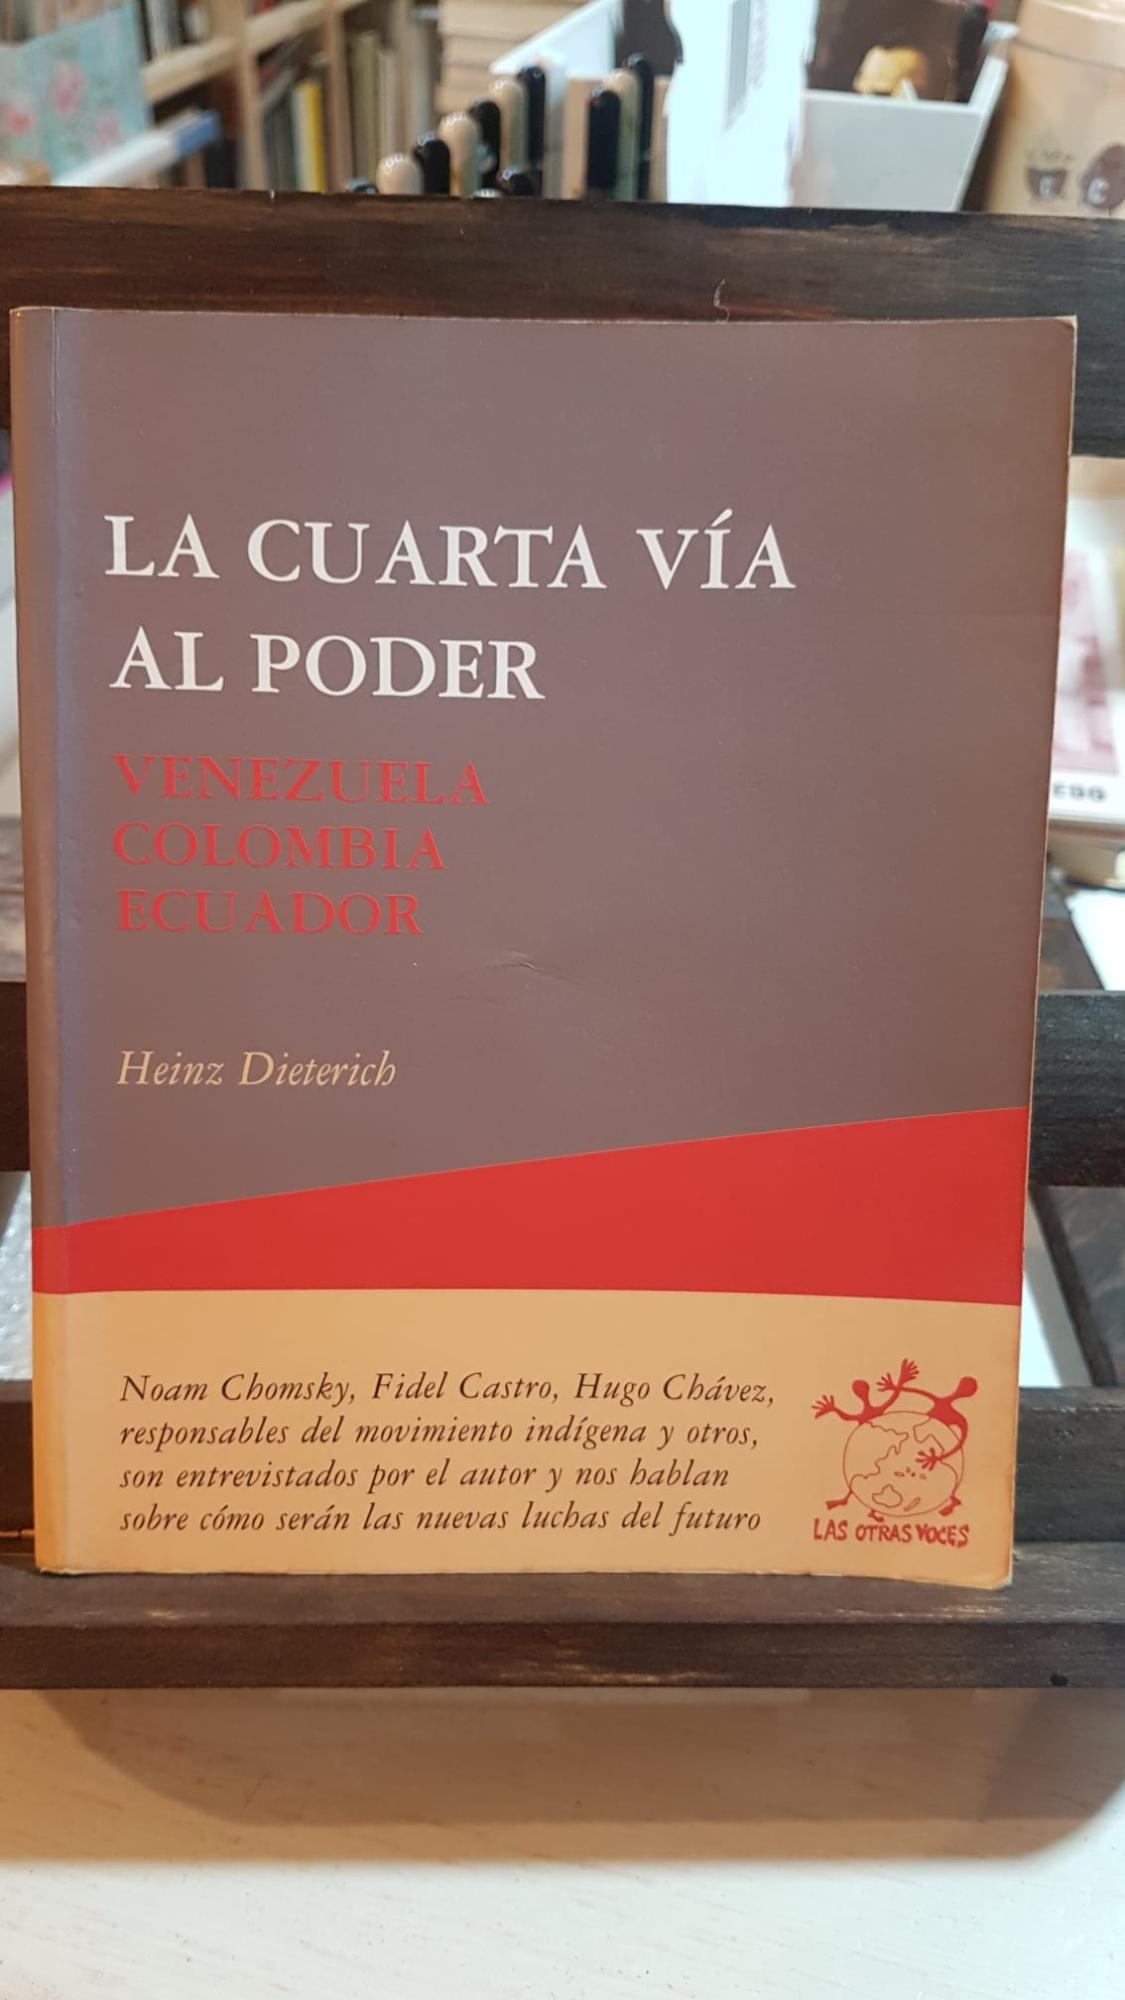 LA CUARTA VÍA
AL PODER
VENEZUELA
COLOMBIA
ECUADOR
Heinz Dieterich
Noam Chomsky, Fidel Castro, Hugo Chávez,
responsables del movimiento indígena y otros,
son entrevistados por el autor y nos hablan
sobre cómo serán las nuevas luchas del futuro
LAS OTRAS VOCES